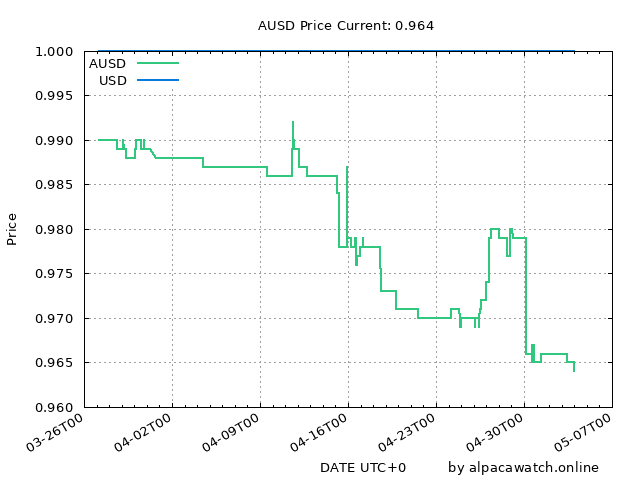 AUSD Price Current: 0.964
1.000
0.995
0.990
0.985
0.980
0.975
0.970
0.965
0.960
Price
AUSD
USD
03-26T00
04-02T00
04-09T00
04-16T00
04-23T00
04-30T00
05-07T00
DATE UTC+0
by alpacawatch.online